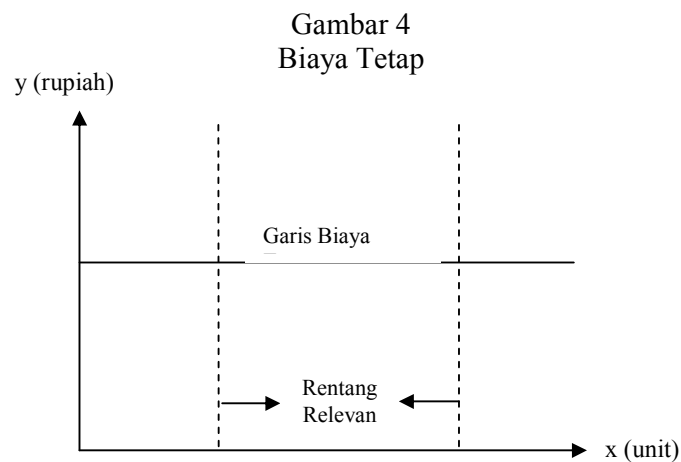 Gambar 4
Biaya Tetap
y (rupiah)
Garis Biaya
Rentang
Relevan
x (unit)